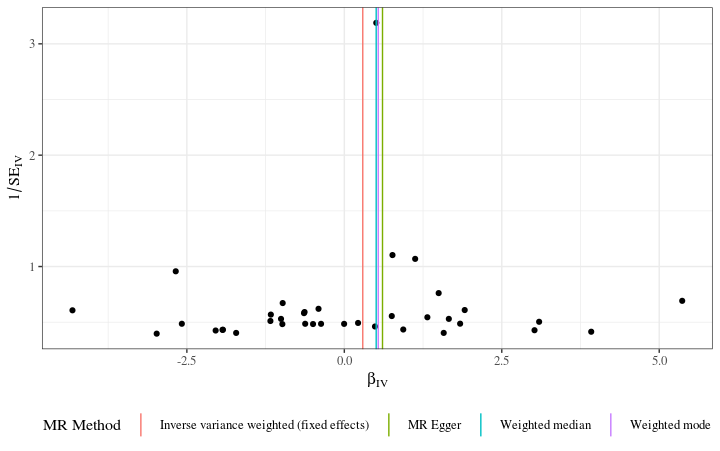 3
2
1
1/SE_IV
-2.5 0.0 2.5 5.0
β_IV
MR Method Inverse variance weighted (fixed effects) MR Egger Weighted median Weighted mode